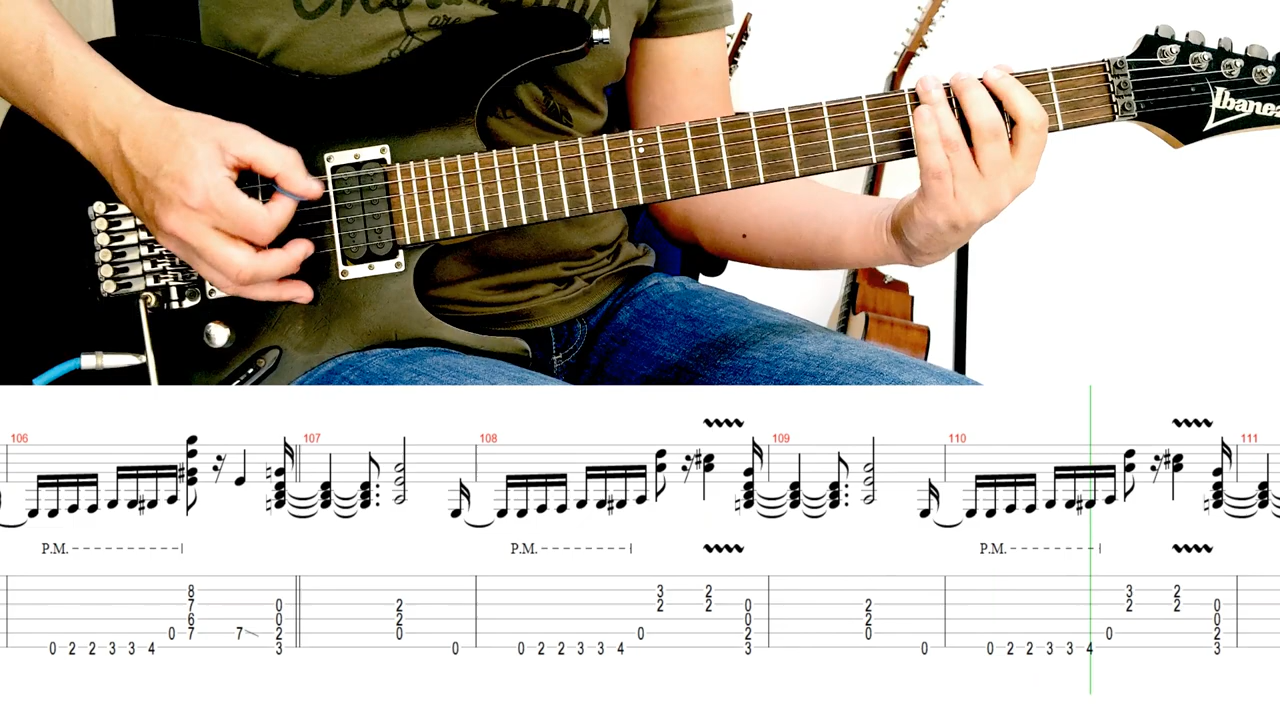 are
Ibanez
106 107 108 109 110 111
P.M. P.M. P.M.
8 3 2 3 2
7 0 2 2 2 0 2 2 2 0
6 0 2 0 2 0
0 7 7 2 0 0 2 0 0 2
0 2 2 3 3 4 3 0 0 2 2 3 3 4 3 0 0 2 2 3 3 4 3